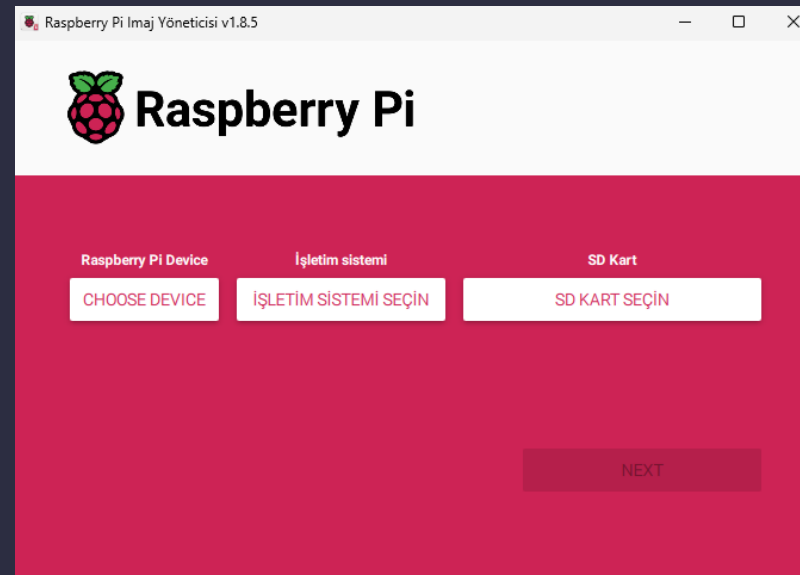 Raspberry Pi Imaj Yöneticisi v1.8.5
Raspberry Pi
Raspberry Pi Device
İşletim sistemi
SD Kart
CHOOSE DEVICE
İŞLETİM SİSTEMİ SEÇİN
SD KART SEÇİN
NEXT